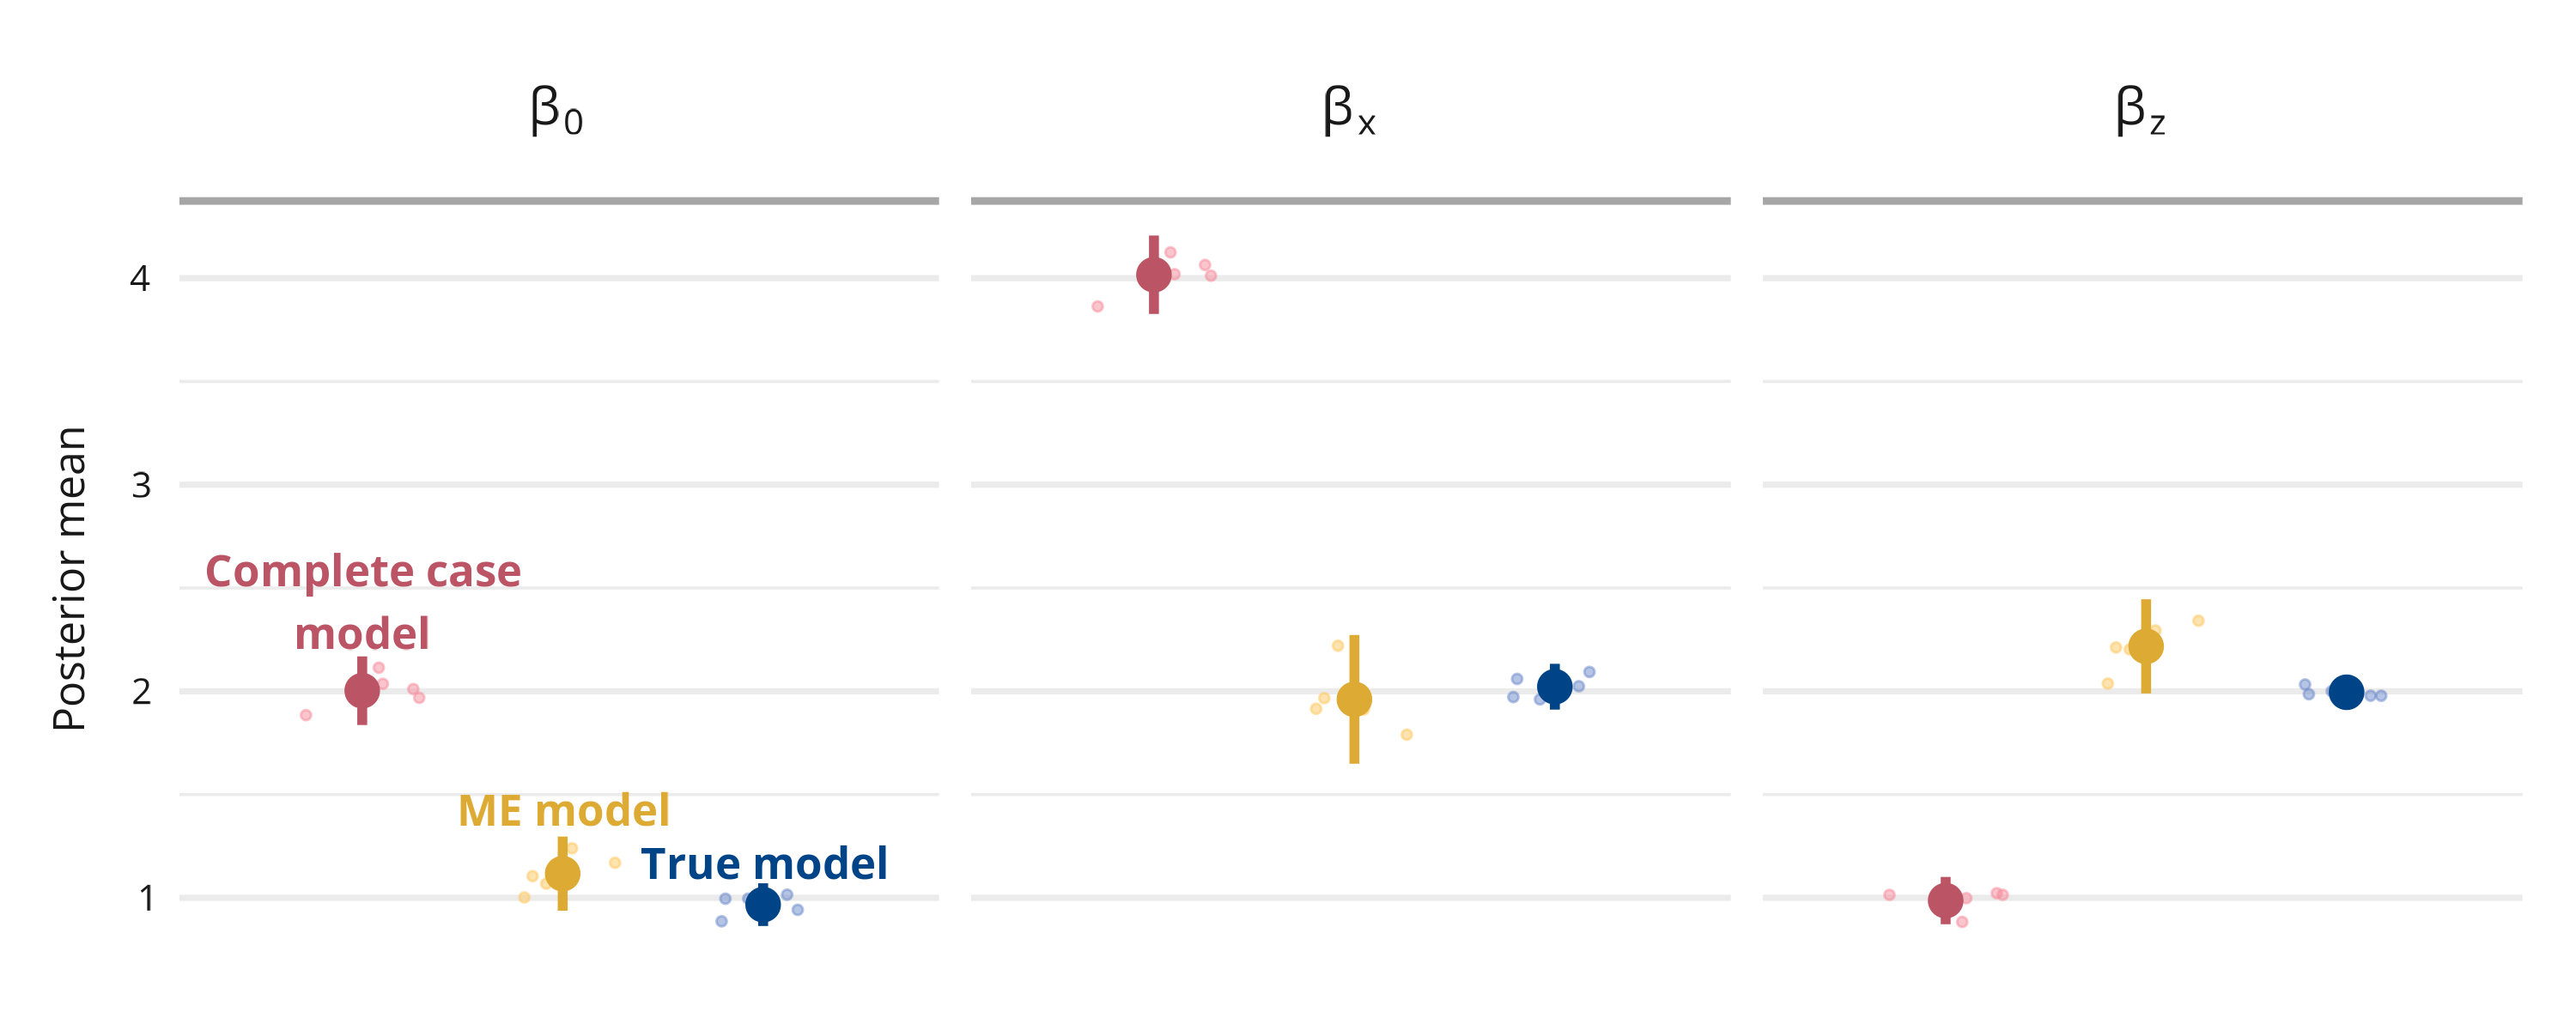 β0
βx
βz
Posterior mean
4
3
2
1
Complete case
model
ME model
True model